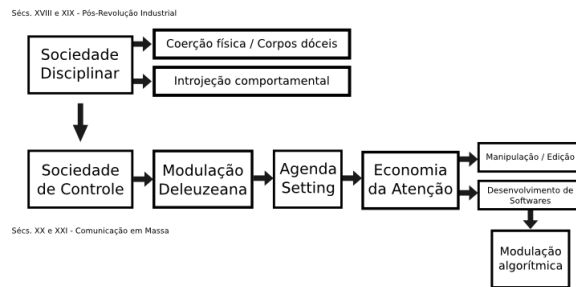 Sécs. XVIII e XIX - Pós-Revolução Industrial
Sociedade
Disciplinar
Coerção física / Corpos dóceis
Introjeção comportamental
Sociedade
de Controle
Modulação
Deleuzeana
Agenda
Setting
Economia
da Atenção
Manipulação / Edição
Desenvolvimento de
Softwares
Modulação
algorítmica
Sécs. XX e XXI - Comunicação em Massa